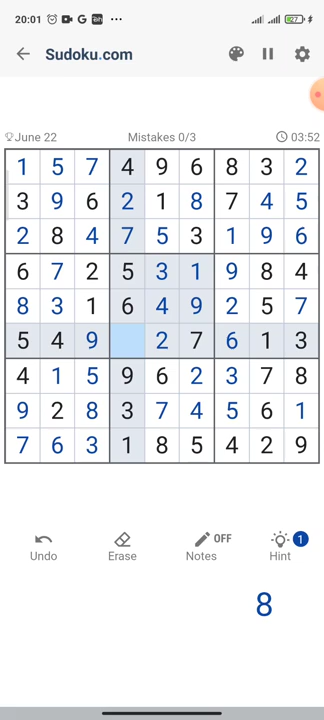 20:01 27
Sudoku.com
June 22 Mistakes 0/3 03:52
1 5 7 4 9 6 8 3 2
3 9 6 2 1 8 7 4 5
2 8 4 7 5 3 1 9 6
6 7 2 5 3 1 9 8 4
8 3 1 6 4 9 2 5 7
5 4 9 2 7 6 1 3
4 1 5 9 6 2 3 7 8
9 2 8 3 7 4 5 6 1
7 6 3 1 8 5 4 2 9
OFF 1
Undo Erase Notes Hint
8